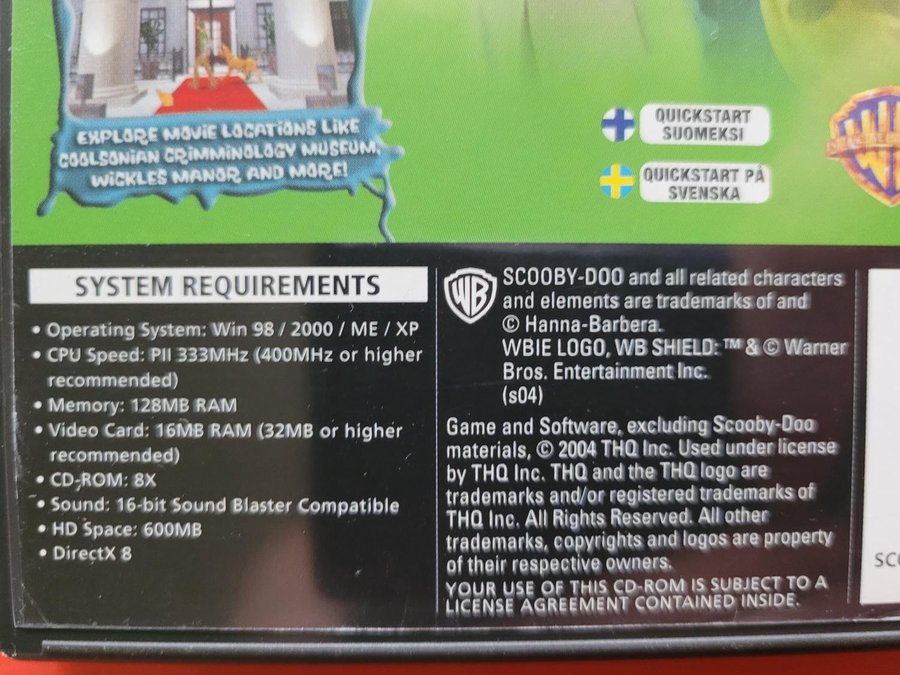 EXPLORE MOVIE LOCATIONS LIKE
COOLSONIAN CRIMMINOLOGY MUSEUM,
WICKLES MANOR AND MORE!
QUICKSTART
SUOMEKSI
QUICKSTART PÅ
SVENSKA
WB
SYSTEM REQUIREMENTS
• Operating System: Win 98 / 2000 / ME / XP
• CPU Speed: PII 333MHz (400MHz or higher
recommended)
• Memory: 128MB RAM
• Video Card: 16MB RAM (32MB or higher
recommended)
• CD-ROM: 8X
• Sound: 16-bit Sound Blaster Compatible
• HD Space: 600MB
• DirectX 8
WB
SCOOBY-DOO and all related characters
and elements are trademarks of and
© Hanna-Barbera.
WBIE LOGO, WB SHIELD: ™ & © Warner
Bros. Entertainment Inc.
(s04)
Game and Software, excluding Scooby-Doo
materials, © 2004 THQ Inc. Used under license
by THQ Inc. THQ and the THQ logo are
trademarks and/or registered trademarks of
THQ Inc. All Rights Reserved. All other
trademarks, copyrights and logos are property
of their respective owners.
YOUR USE OF THIS CD-ROM IS SUBJECT TO A
LICENSE AGREEMENT CONTAINED INSIDE.